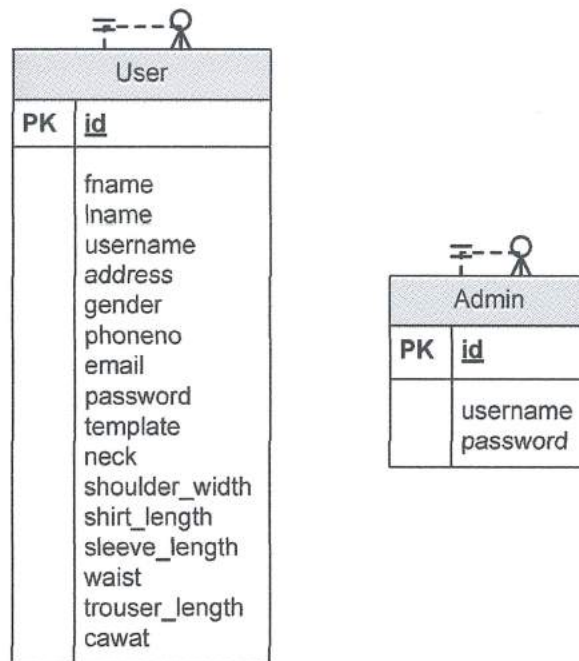 User
PK id
fname
lname
username
address
gender
phoneno
email
password
template
neck
shoulder_width
shirt_length
sleeve_length
waist
trouser_length
cawat
Admin
PK id
username
password